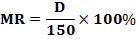 MR = D/150 × 100%